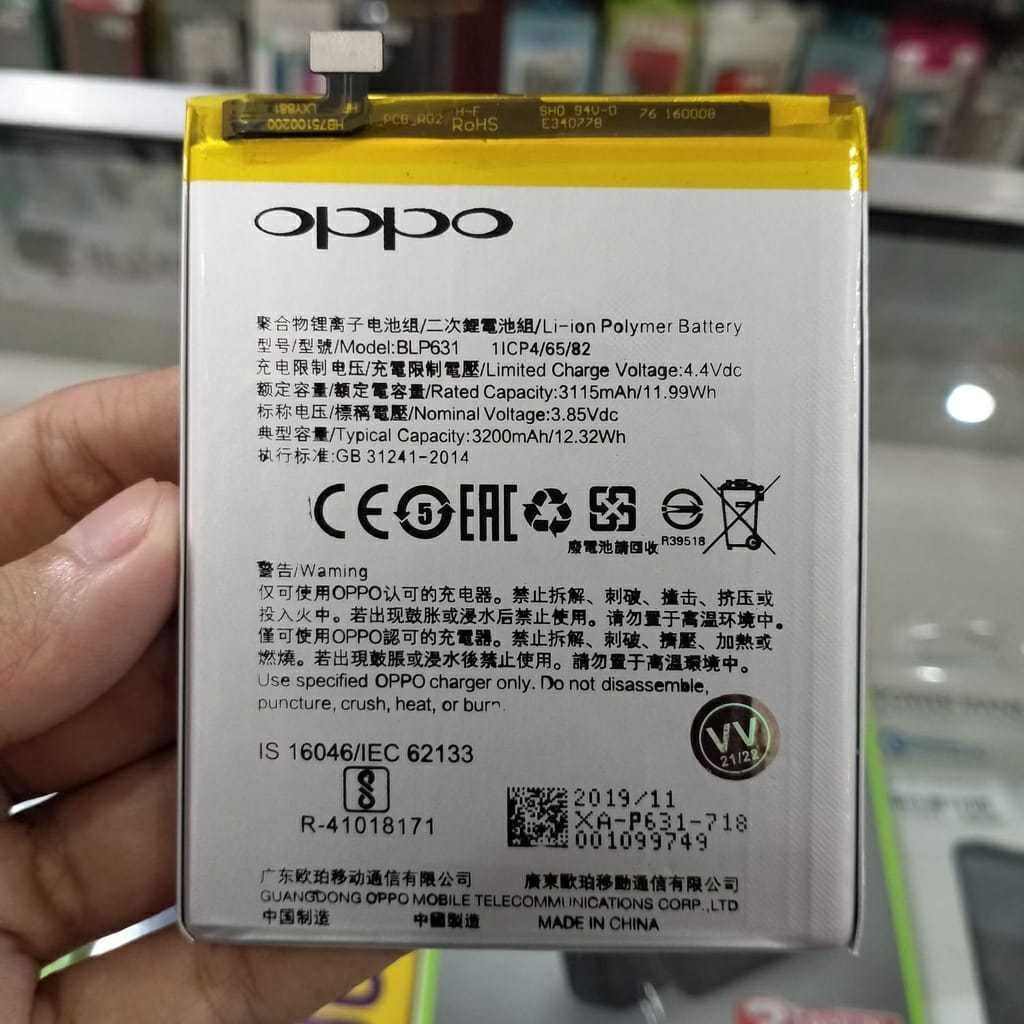 HF LXY881
HB75100200
_PCB_R02 H-F
RoHS
SHO 94V-0
E340778
76 160008
oppo
聚合物锂离子电池组/二次鋰電池組/Li-ion Polymer Battery
型号/型號/Model:BLP631 1ICP4/65/82
充电限制电压/充電限制電壓/Limited Charge Voltage:4.4Vdc
额定容量/額定電容量/Rated Capacity:3115mAh/11.99Wh
标称电压/標稱電壓/Nominal Voltage:3.85Vdc
典型容量/Typical Capacity:3200mAh/12.32Wh
执行标准:GB 31241-2014
CE 5 EAC
廢電池請回收 R39518
警告/Waming
仅可使用OPPO认可的充电器。禁止拆解、刺破、撞击、挤压或
投入火中。若出现鼓胀或浸水后禁止使用。请勿置于高温环境中。
僅可使用OPPO認可的充電器。禁止拆解、刺破、擠壓、加熱或
燃燒。若出現鼓脹或浸水後禁止使用。請勿置于高溫環境中。
Use specified OPPO charger only. Do not disassemble,
puncture, crush, heat, or burn.
VV
21/22
IS 16046/IEC 62133
R-41018171
2019/11
XA-P631-718
001099749
广东欧珀移动通信有限公司 廣東歐珀移動通信有限公司
GUANGDONG OPPO MOBILE TELECOMMUNICATIONS CORP.,LTD
中国制造 中國製造 MADE IN CHINA